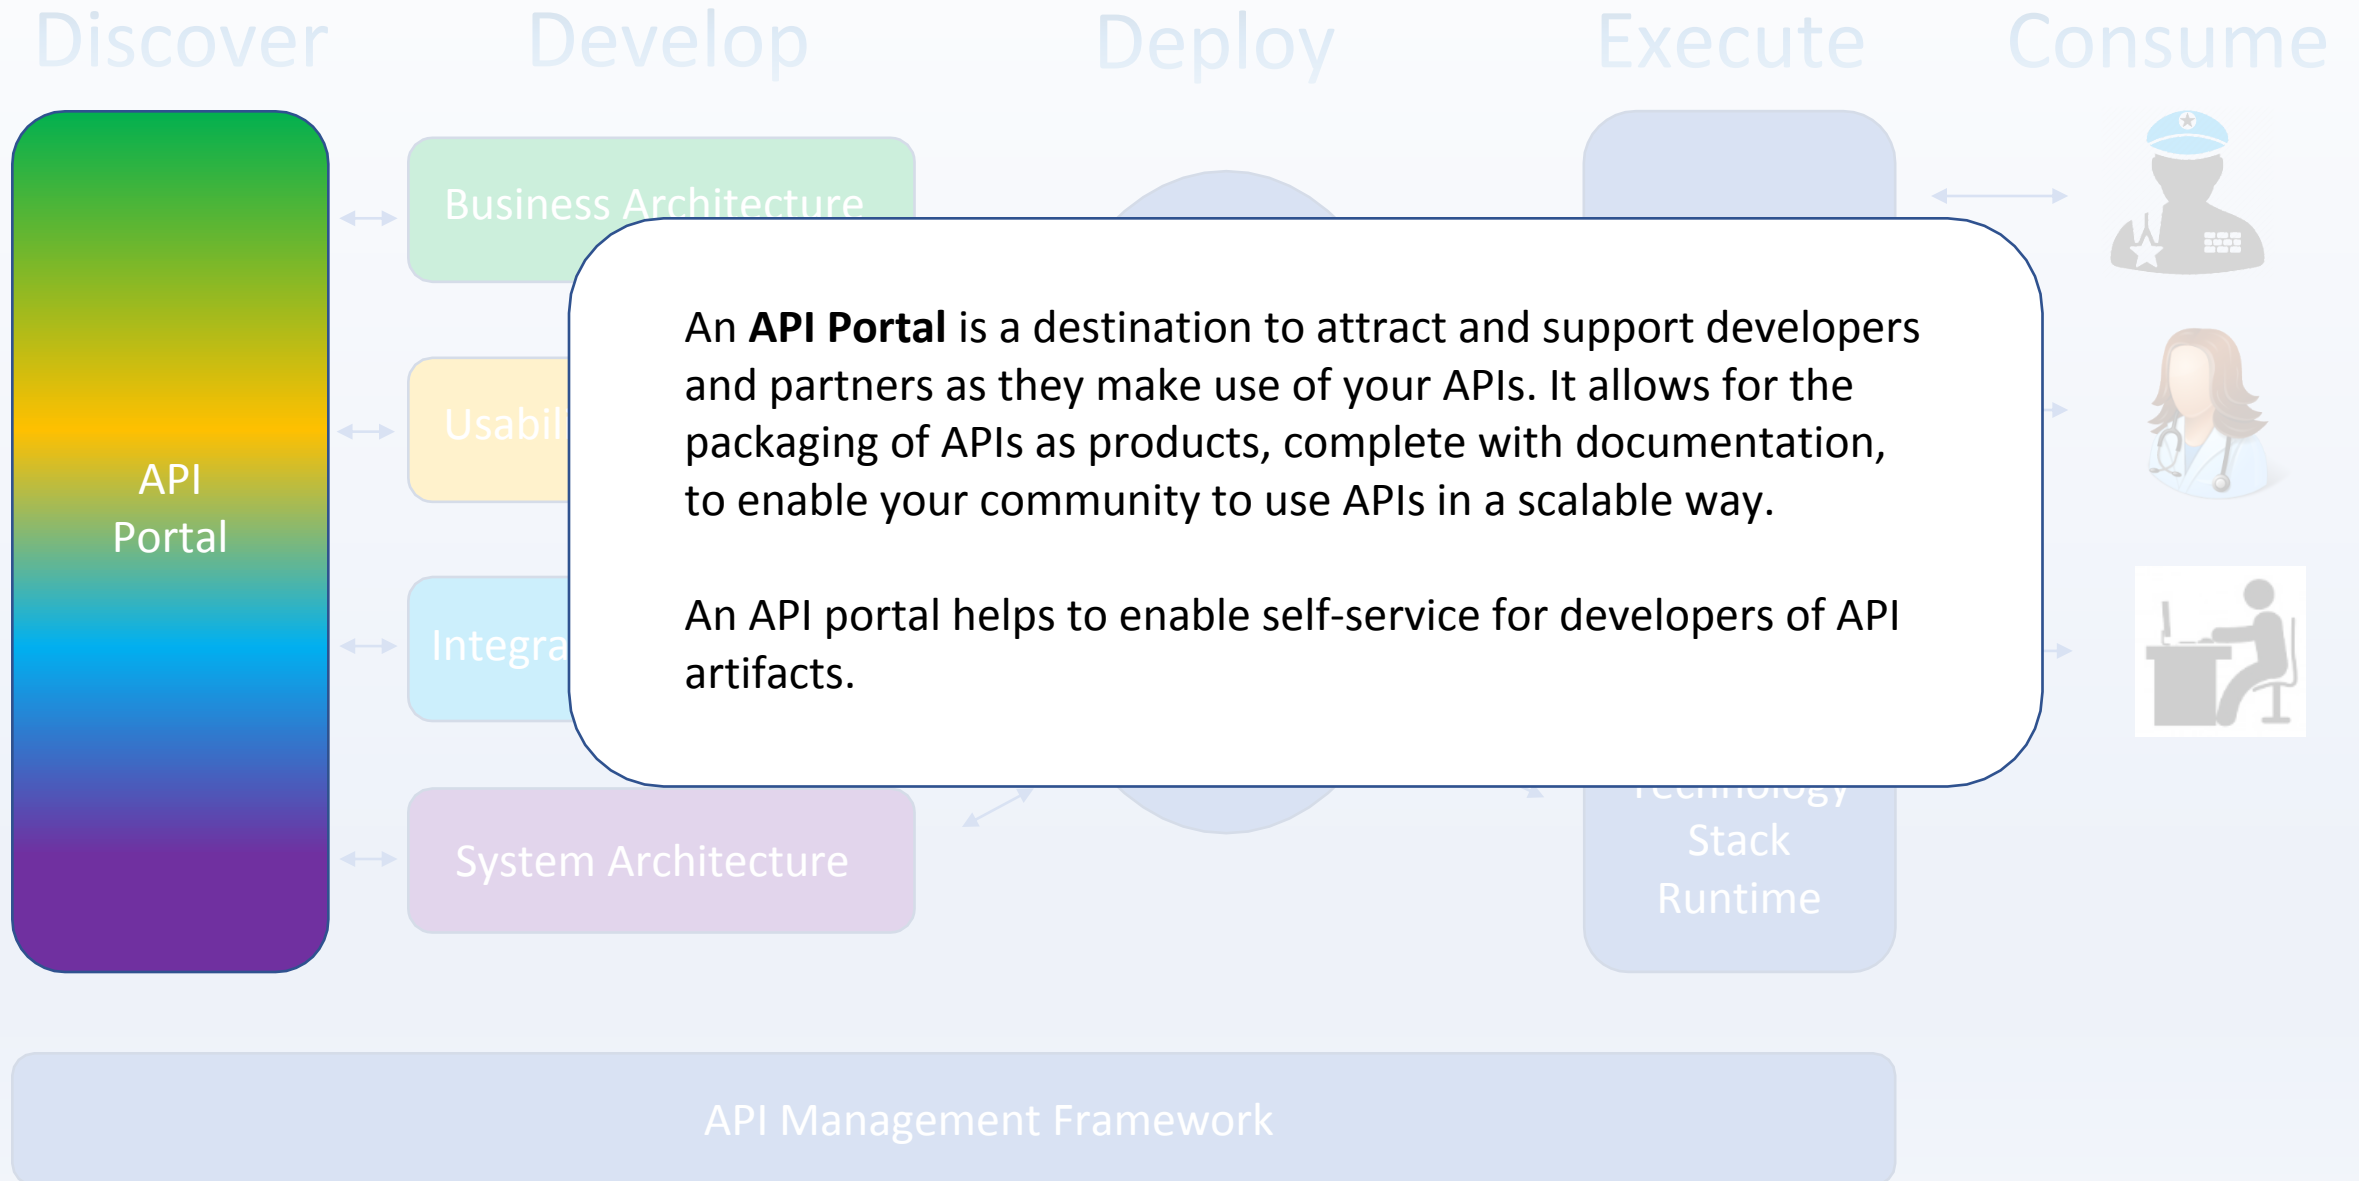 Discover
Develop
Deploy
Execute
Consume
API
Portal
Business Architecture
Usabil
Integra
System Architecture
An API Portal is a destination to attract and support developers
and partners as they make use of your APIs. It allows for the
packaging of APIs as products, complete with documentation,
to enable your community to use APIs in a scalable way.
An API portal helps to enable self-service for developers of API
artifacts.
Technology
Stack
Runtime
API Management Framework